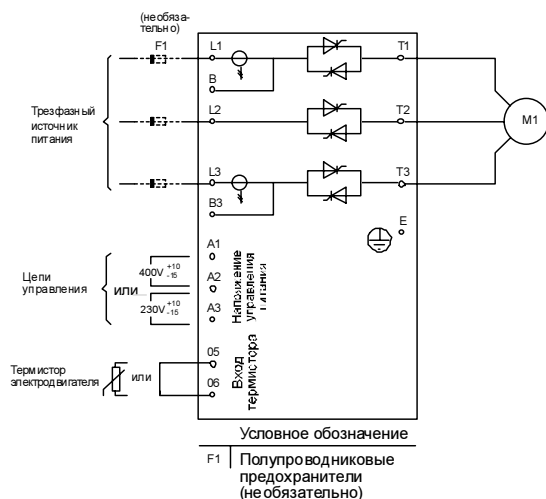 (необяза-
тельно)
F1
L1
T1
B
Трезфазный
источник
питания
L2
T2
M1
L3
T3
B3
E
A1
Цепи
управления
или
400V +10 -15
A2
230V +10 -15
A3
Напряжение
управления
питания
Термистор
электродвигателя
или
05
06
Вход
термистора
Условное обозначение
F1
Полупроводниковые
предохранители
(необязательно)